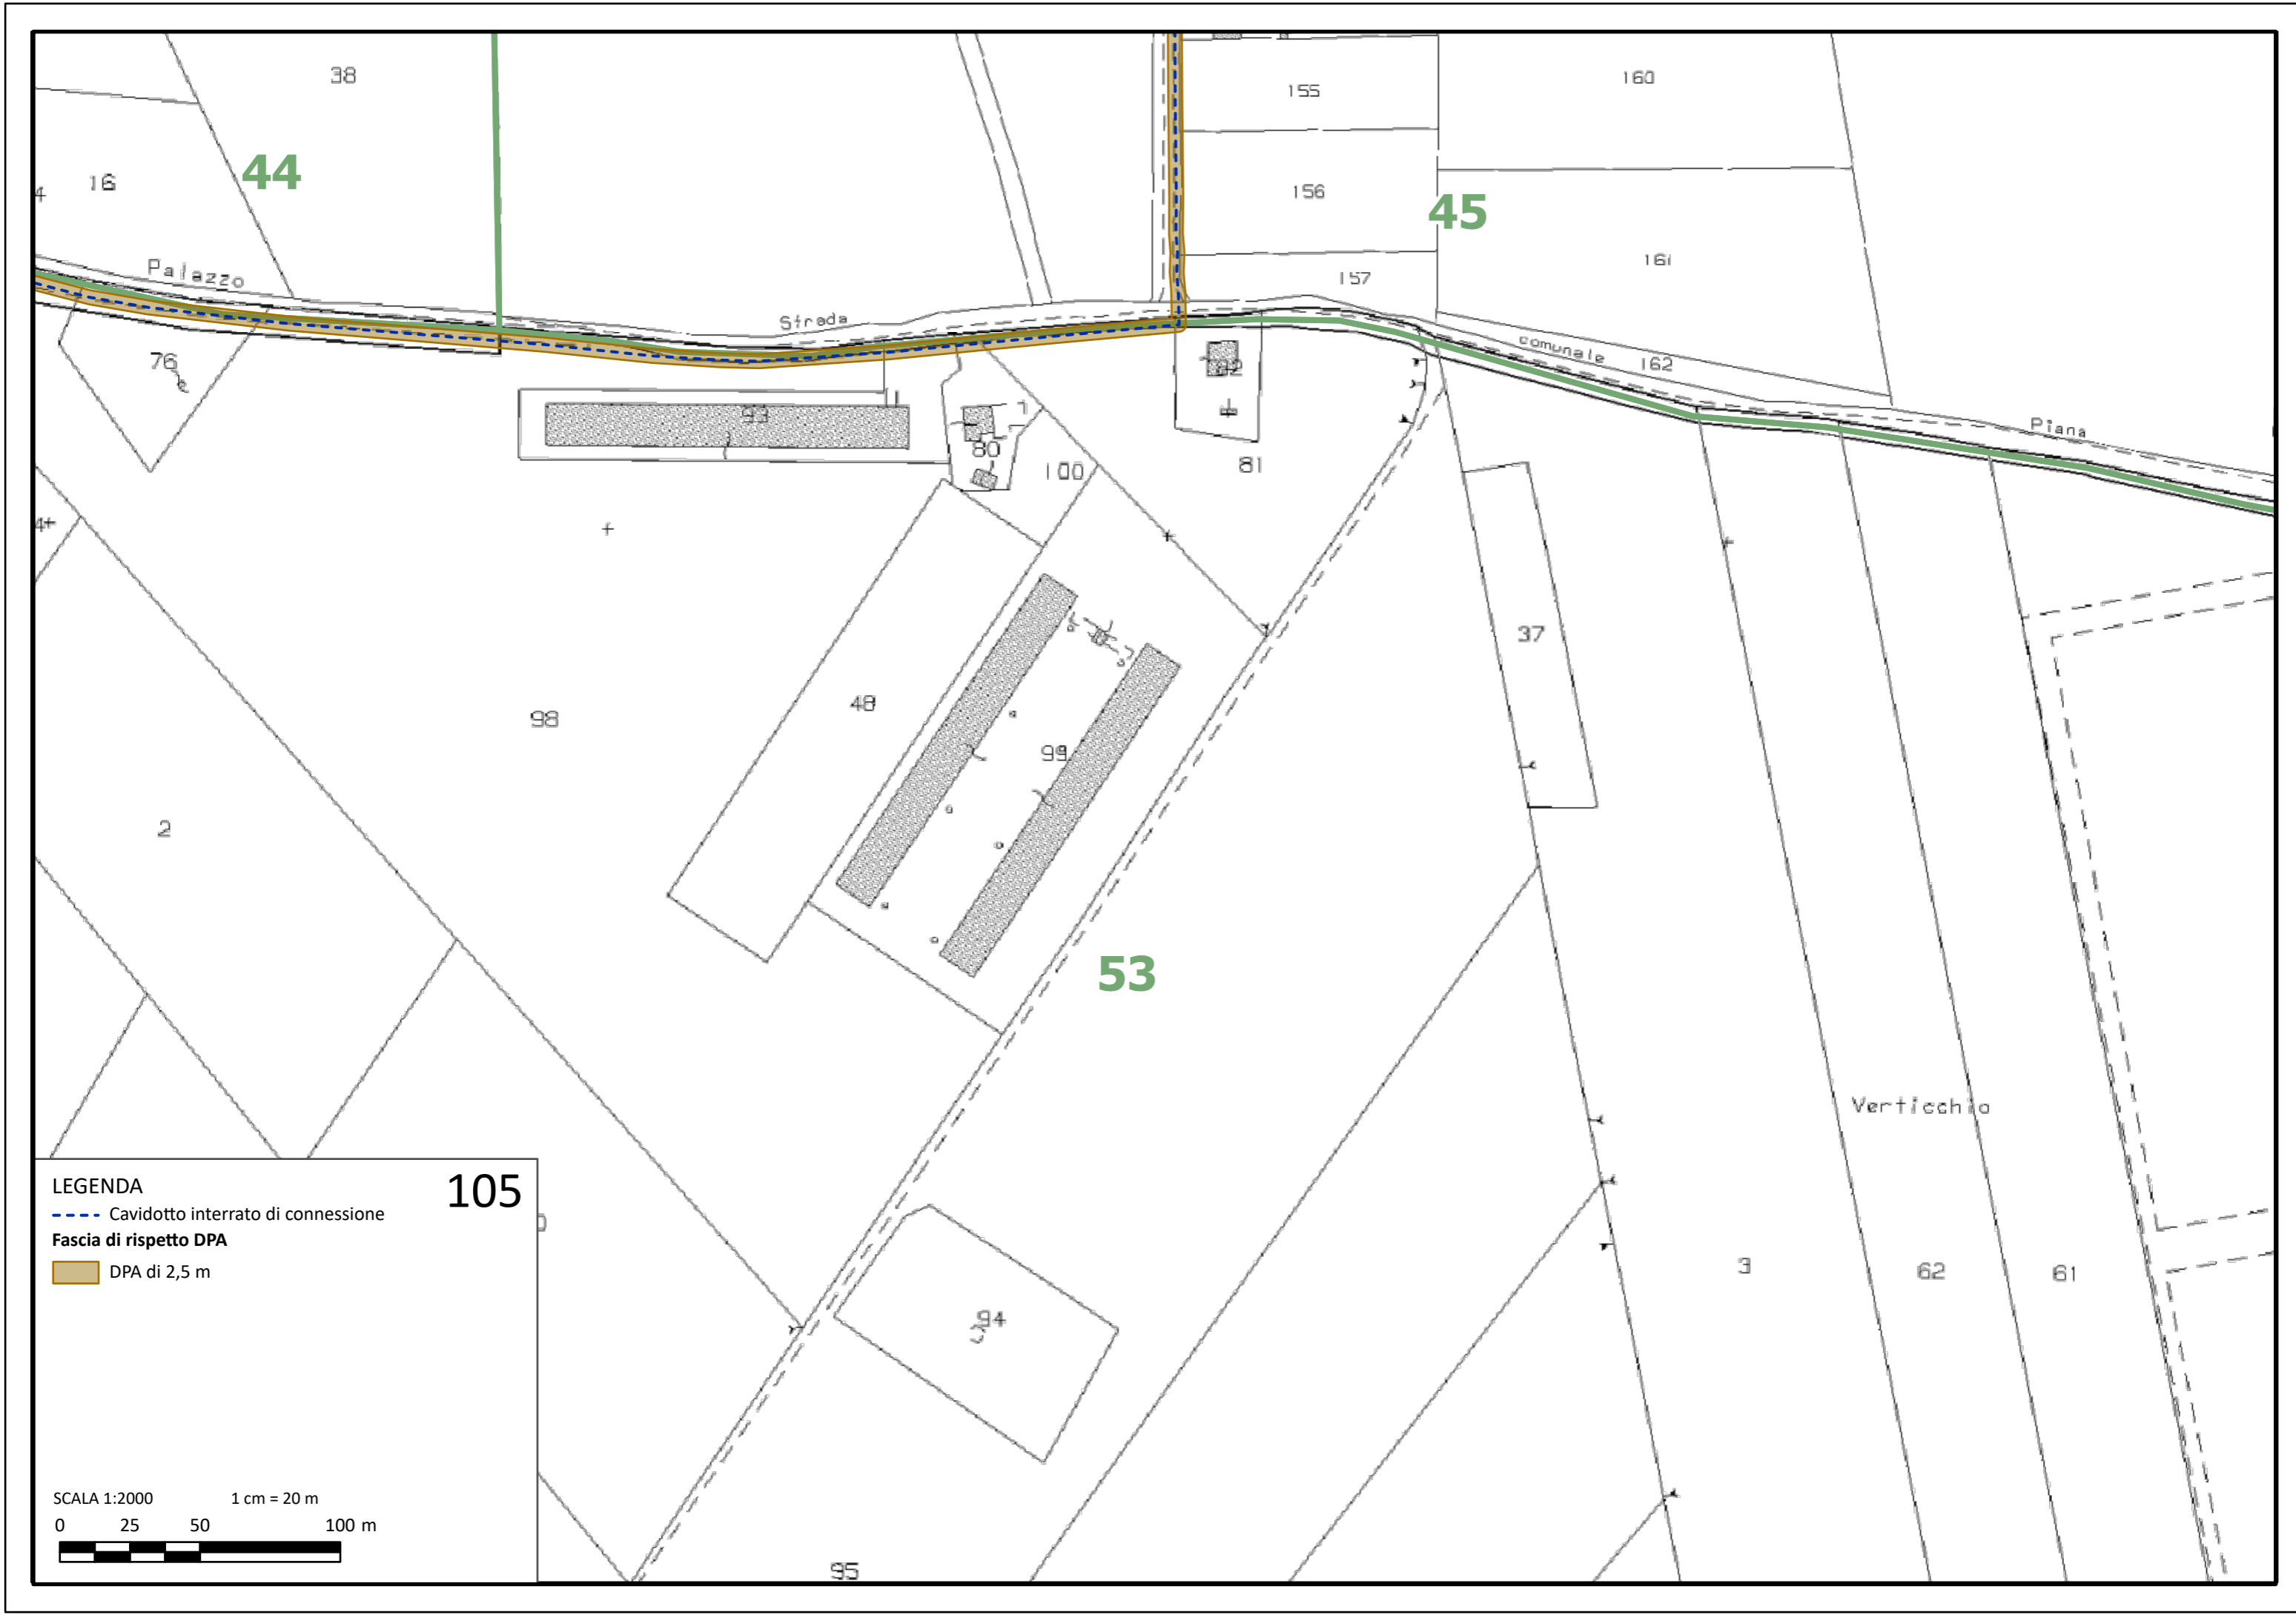 38
155
160
44
16
156
45
Palazzo
157
161
Strada
comunale
162
76
Piana
93
82
80
100
81
37
48
98
99
2
53
Verticchio
LEGENDA
105
Cavidotto interrato di connessione
Fascia di rispetto DPA
DPA di 2,5 m
3
62
61
94
SCALA 1:2000 1 cm = 20 m
0 25 50 100 m
95